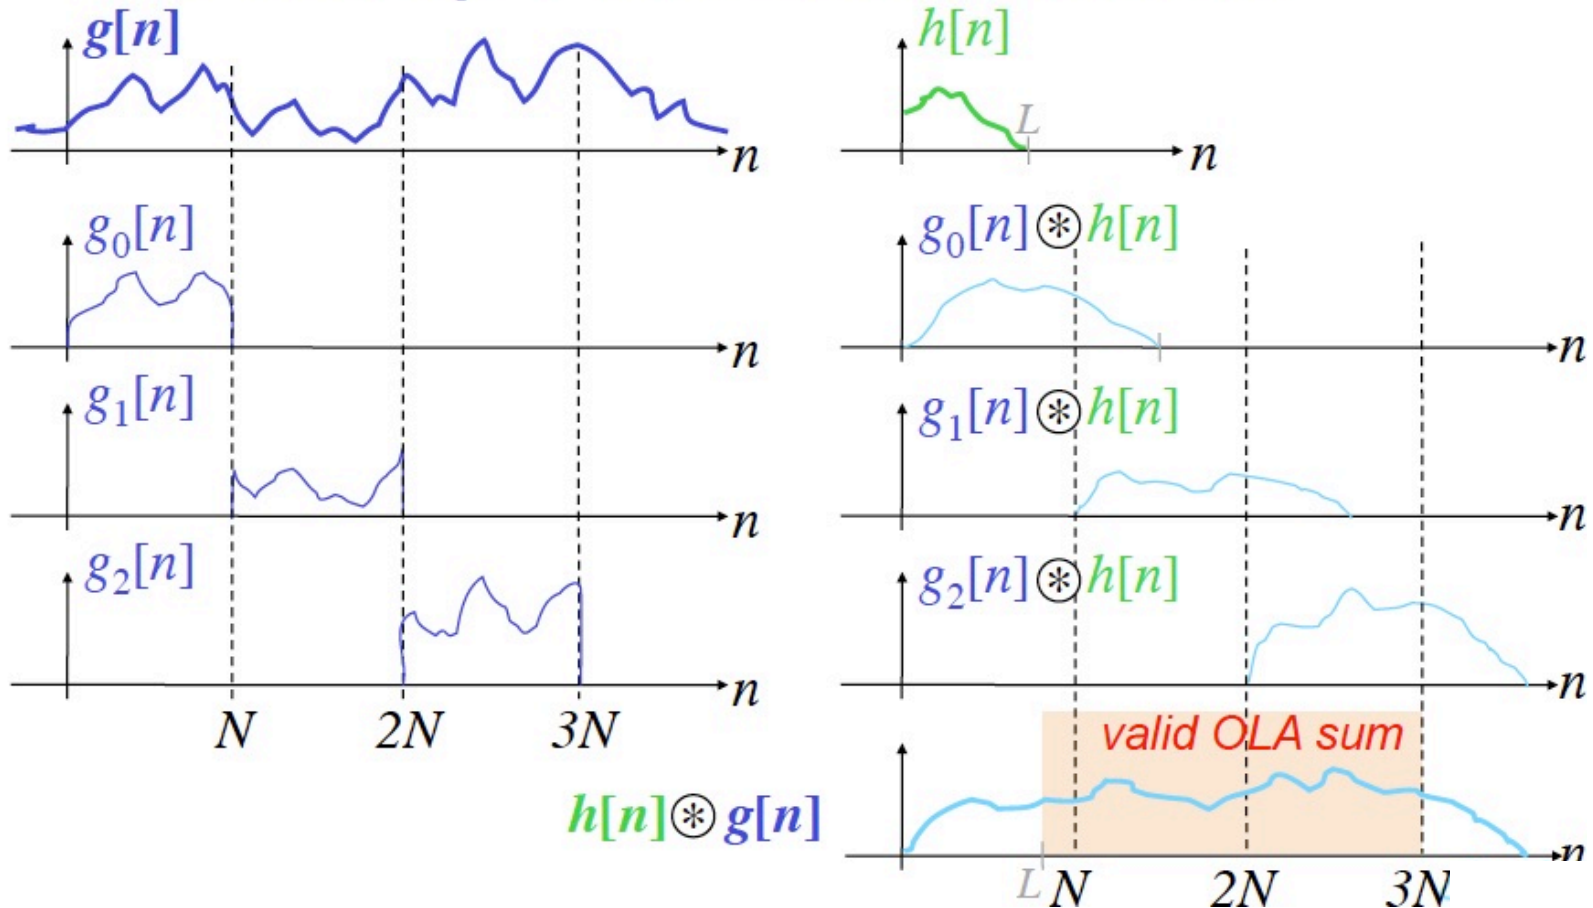 g[n]
n
h[n]
L
n
g₀[n]
n
g₀[n]⊛h[n]
n
g₁[n]
n
g₁[n]⊛h[n]
n
g₂[n]
n
g₂[n]⊛h[n]
n
N 2N 3N
valid OLA sum
h[n]⊛g[n]
n
L N 2N 3N